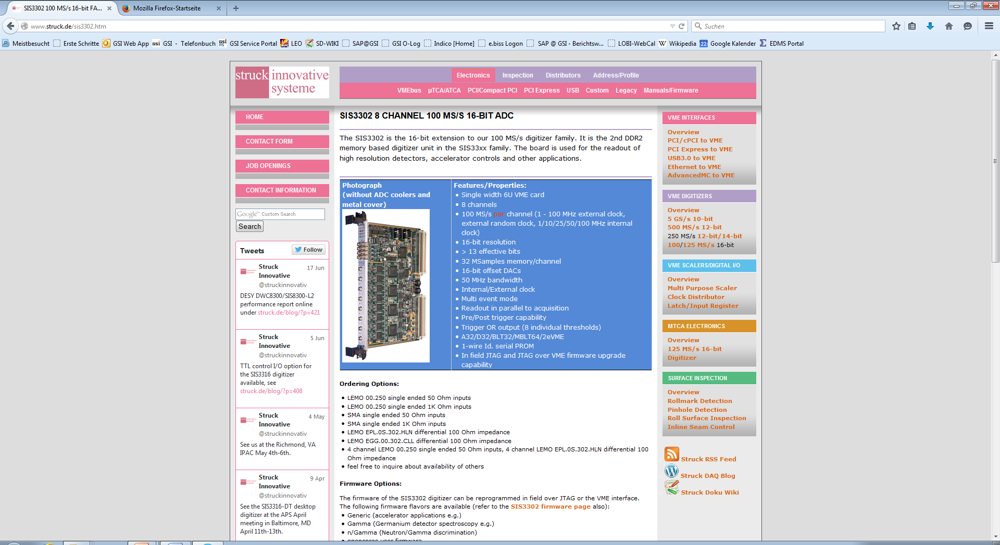 SIS3302 100 MS/s 16-bit FA...
Mozilla Firefox-Startseite
www.struck.de/sis3302.htm
Suchen
Meistbesucht
Erste Schritte
GSI Web App
GSI - Telefonbuch
GSI Service Portal
LEO
SD-WIKI
SAP@GSI
GSI O-Log
Indico [Home]
e.biss Logon
SAP @ GSI - Berichtsw...
LOBI-WebCal
Wikipedia
22 Google Kalender
EDMS Portal
struck innovative
systeme
Electronics Inspection Distributors Address/Profile
VMEbus µTCA/ATCA PCI/Compact PCI PCI Express USB Custom Legacy Manuals/Firmware
HOME
CONTACT FORM
JOB OPENINGS
CONTACT INFORMATION
Google™ Custom Search
Search
Tweets
Follow
Struck
Innovative
17 Jun
@struckinnovativ
DESY DWC8300/SIS8300-L2
performance report online
under struck.de/blog/?p=421
Struck
Innovative
5 Jun
@struckinnovativ
TTL control I/O option for
the SIS3316 digitizer
available, see
struck.de/blog/?p=408
Struck
Innovative
4 May
@struckinnovativ
See us at the Richmond, VA
IPAC May 4th-6th.
Struck
Innovative
9 Apr
@struckinnovativ
See the SIS3316-DT desktop
digitizer at the APS April
meeting in Baltimore, MD
April 11th-13th.
SIS3302 8 CHANNEL 100 MS/S 16-BIT ADC
The SIS3302 is the 16-bit extension to our 100 MS/s digitizer family. It is the 2nd DDR2
memory based digitizer unit in the SIS33xx family. The board is used for the readout of
high resolution detectors, accelerator controls and other applications.
Photograph
(without ADC coolers and
metal cover)
Features/Properties:
• Single width 6U VME card
• 8 channels
• 100 MS/s per channel (1 - 100 MHz external clock,
external random clock, 1/10/25/50/100 MHz internal
clock)
• 16-bit resolution
• > 13 effective bits
• 32 MSamples memory/channel
• 16-bit offset DACs
• 50 MHz bandwidth
• Internal/External clock
• Multi event mode
• Readout in parallel to acquisition
• Pre/Post trigger capability
• Trigger OR output (8 individual thresholds)
• A32/D32/BLT32/MBLT64/2eVME
• 1-wire Id. serial PROM
• In field JTAG and JTAG over VME firmware upgrade
capability
Ordering Options:
• LEMO 00.250 single ended 50 Ohm inputs
• LEMO 00.250 single ended 1K Ohm inputs
• SMA single ended 50 Ohm inputs
• SMA single ended 1K Ohm inputs
• LEMO EPL.0S.302.HLN differential 100 Ohm impedance
• LEMO EGG.00.302.CLL differential 100 Ohm impedance
• 4 channel LEMO 00.250 single ended 50 Ohm inputs, 4 channel LEMO EPL.0S.302.HLN differential 100
Ohm impedance
• feel free to inquire about availability of others
Firmware Options:
The firmware of the SIS3302 digitizer can be reprogrammed in field over JTAG or the VME interface.
The following firmware flavors are available (refer to the SIS3302 firmware page also):
• Generic (accelerator applications e.g.)
• Gamma (Germanium detector spectroscopy e.g.)
• n/Gamma (Neutron/Gamma discrimination)
• opencores user firmware
VME INTERFACES
Overview
PCI/cPCI to VME
PCI Express to VME
USB3.0 to VME
Ethernet to VME
AdvancedMC to VME
VME DIGITIZERS
Overview
5 GS/s 10-bit
500 MS/s 12-bit
250 MS/s 12-bit/14-bit
100/125 MS/s 16-bit
VME SCALERS/DIGITAL I/O
Overview
Multi Purpose Scaler
Clock Distributor
Latch/Input Register
MTCA ELECTRONICS
Overview
125 MS/s 16-bit
Digitizer
SURFACE INSPECTION
Overview
Rollmark Detection
Pinhole Detection
Roll Surface Inspection
Inline Seam Control
Struck RSS Feed
Struck DAQ Blog
Struck Doku Wiki